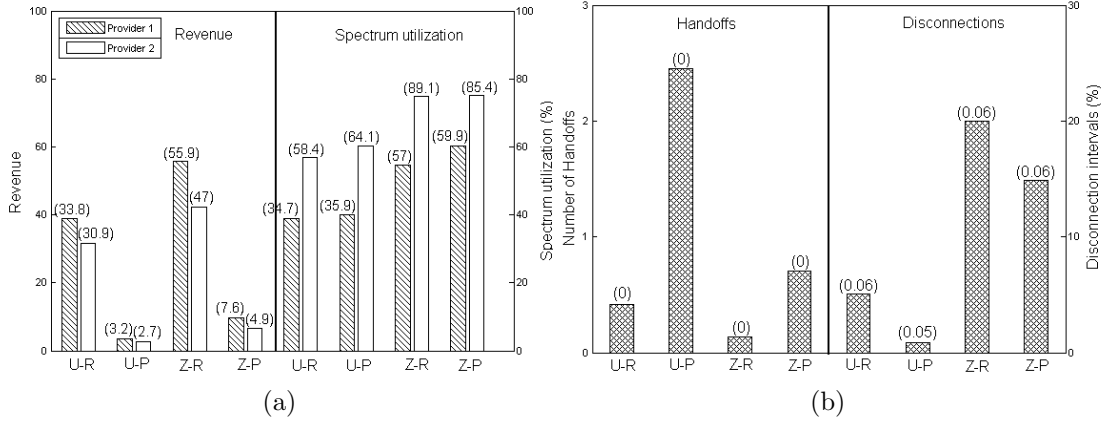 Provider 1
Provider 2
Revenue
Spectrum utilization
100
80
60
40
20
0
Revenue
(33.8)
(30.9)
(3.2)
(2.7)
(55.9)
(47)
(7.6)
(4.9)
(34.7)
(58.4)
(35.9)
(64.1)
(57)
(89.1)
(59.9)
(85.4)
100
80
60
40
20
0
Spectrum utilization (%)
U-R
U-P
Z-R
Z-P
U-R
U-P
Z-R
Z-P
(a)
Handoffs
Disconnections
3
2
1
0
Number of Handoffs
(0)
(0)
(0)
(0)
(0.06)
(0.05)
(0.06)
(0.06)
30
20
10
0
Disconnection intervals (%)
U-R
U-P
Z-R
Z-P
U-R
U-P
Z-R
Z-P
(b)